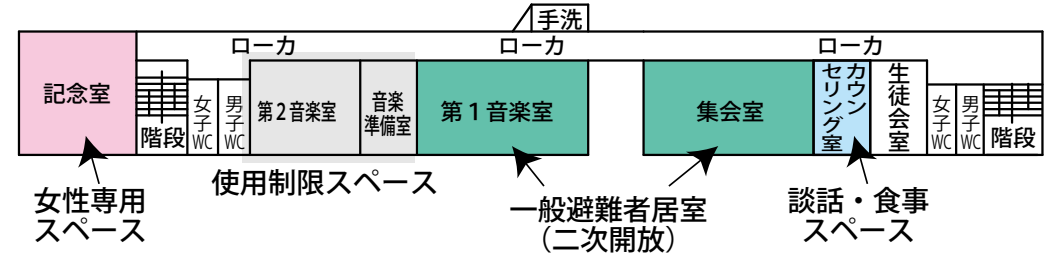 手洗
ローカ
ローカ
ローカ
記念室
階段
女子WC
男子WC
第2音楽室
音楽
準備室
第1音楽室
集会室
カウン
セリング室
生徒会室
女子WC
男子WC
階段
使用制限スペース
女性専用
スペース
一般避難者居室
（二次開放）
談話・食事
スペース